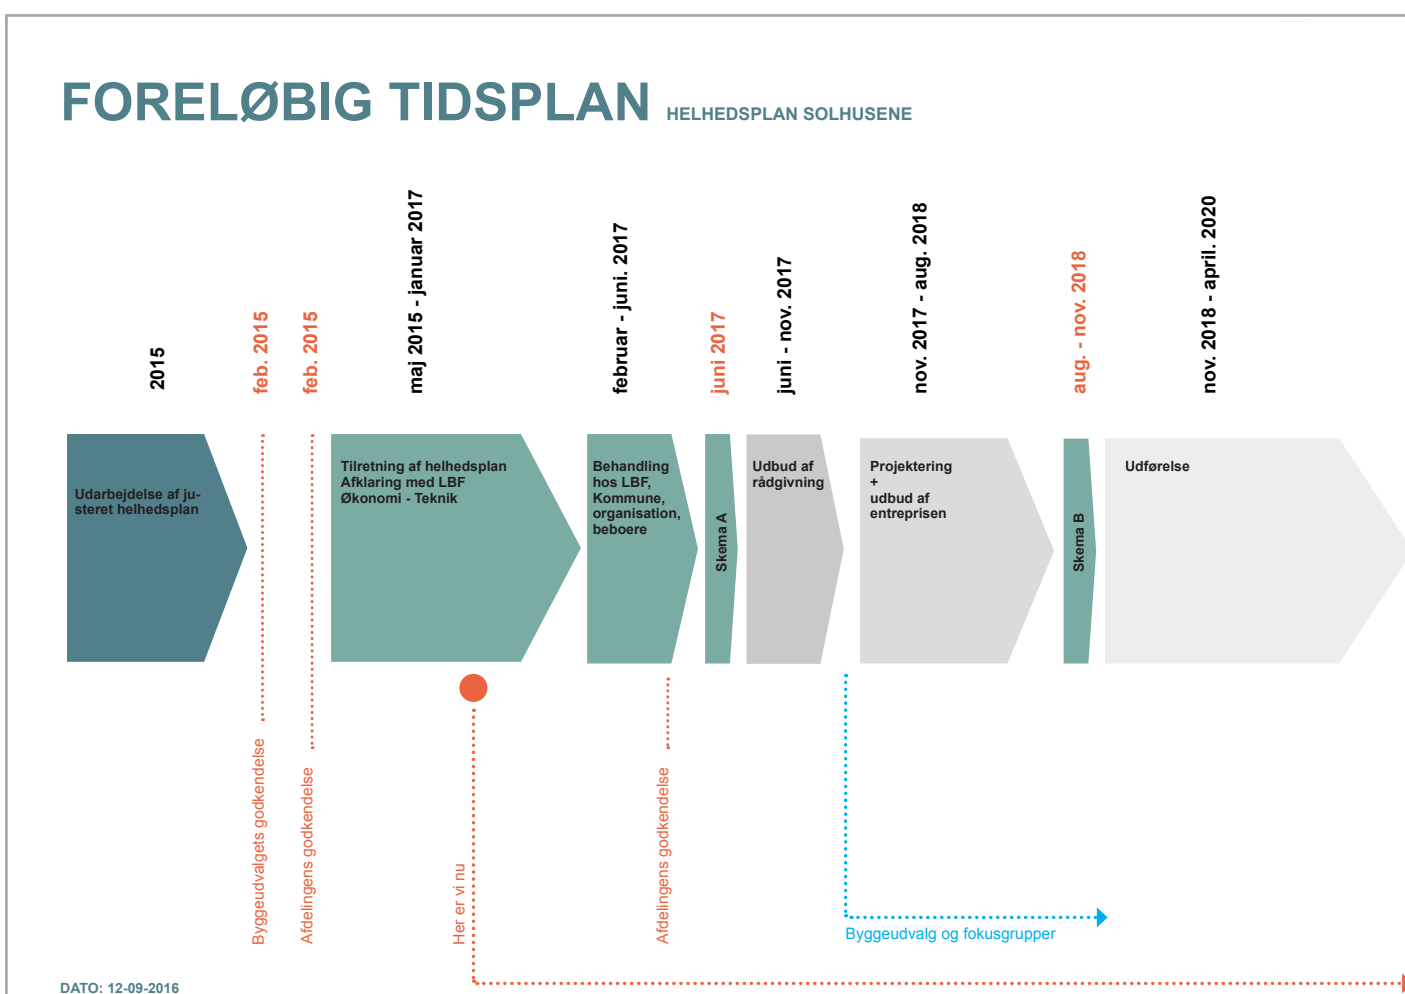 FORELØBIG TIDSPLAN HELHEDSPLAN SOLHUSENE
2015
feb. 2015
feb. 2015
maj 2015 - januar 2017
februar - juni. 2017
juni 2017
juni - nov. 2017
nov. 2017 - aug. 2018
aug. - nov. 2018
nov. 2018 - april. 2020
Udarbejdelse af ju-
steret helhedsplan
Tilretning af helhedsplan
Afklaring med LBF
Økonomi - Teknik
Behandling
hos LBF,
Kommune,
organisation,
beboere
Skema A
Udbud af
rådgivning
Projektering
+
udbud af
entreprisen
Skema B
Udførelse
Byggeudvalgets godkendelse
Afdelingens godkendelse
Her er vi nu
Afdelingens godkendelse
Byggeudvalg og fokusgrupper
DATO: 12-09-2016